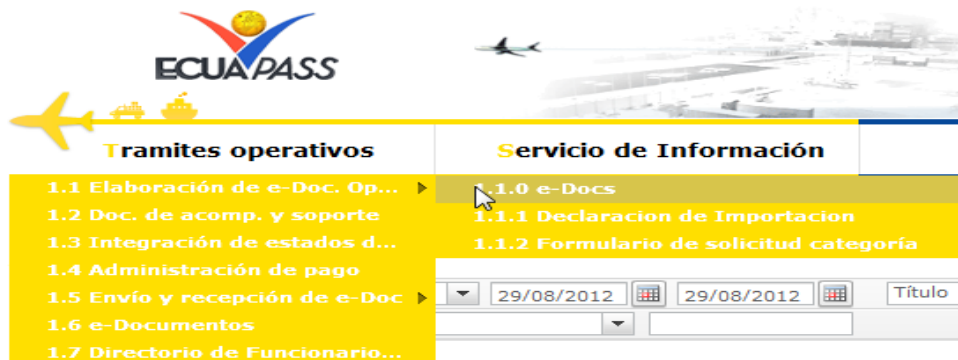 ECUAPASS
Tramites operativos
Servicio de Información
1.1 Elaboración de e-Doc. Op...
1.1.0 e-Docs
1.2 Doc. de acomp. y soporte
1.1.1 Declaracion de Importacion
1.3 Integración de estados d...
1.1.2 Formulario de solicitud categoría
1.4 Administración de pago
1.5 Envío y recepción de e-Doc
29/08/2012
29/08/2012
Título
1.6 e-Documentos
1.7 Directorio de Funcionario...